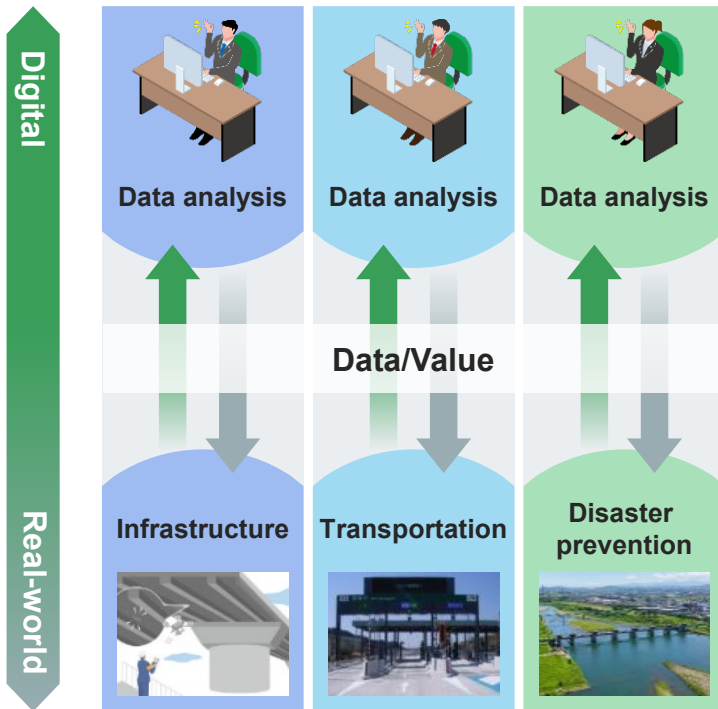 Digital
Data analysis
Data analysis
Data analysis
Data/Value
Real-world
Infrastructure
Transportation
Disaster
prevention